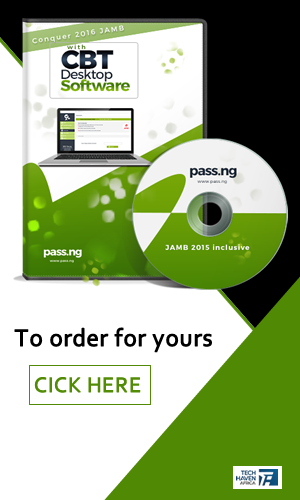 Conquer 2016 JAMB
with
CBT
Desktop
Software
pass.ng
www.pass.ng
pass.ng
www.pass.ng
JAMB 2015 inclusive
To order for yours
CICK HERE
TECH
HAVEN
AFRICA